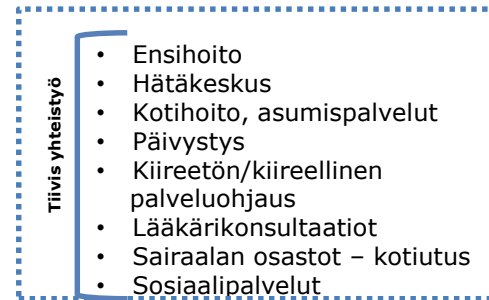 Tiivis yhteistyö
• Ensihoito
• Hätäkeskus
• Kotihoito, asumispalvelut
• Päivystys
• Kiireetön/kiireellinen
palveluohjaus
• Lääkärikonsultaatiot
• Sairaalan osastot – kotiutus
• Sosiaalipalvelut